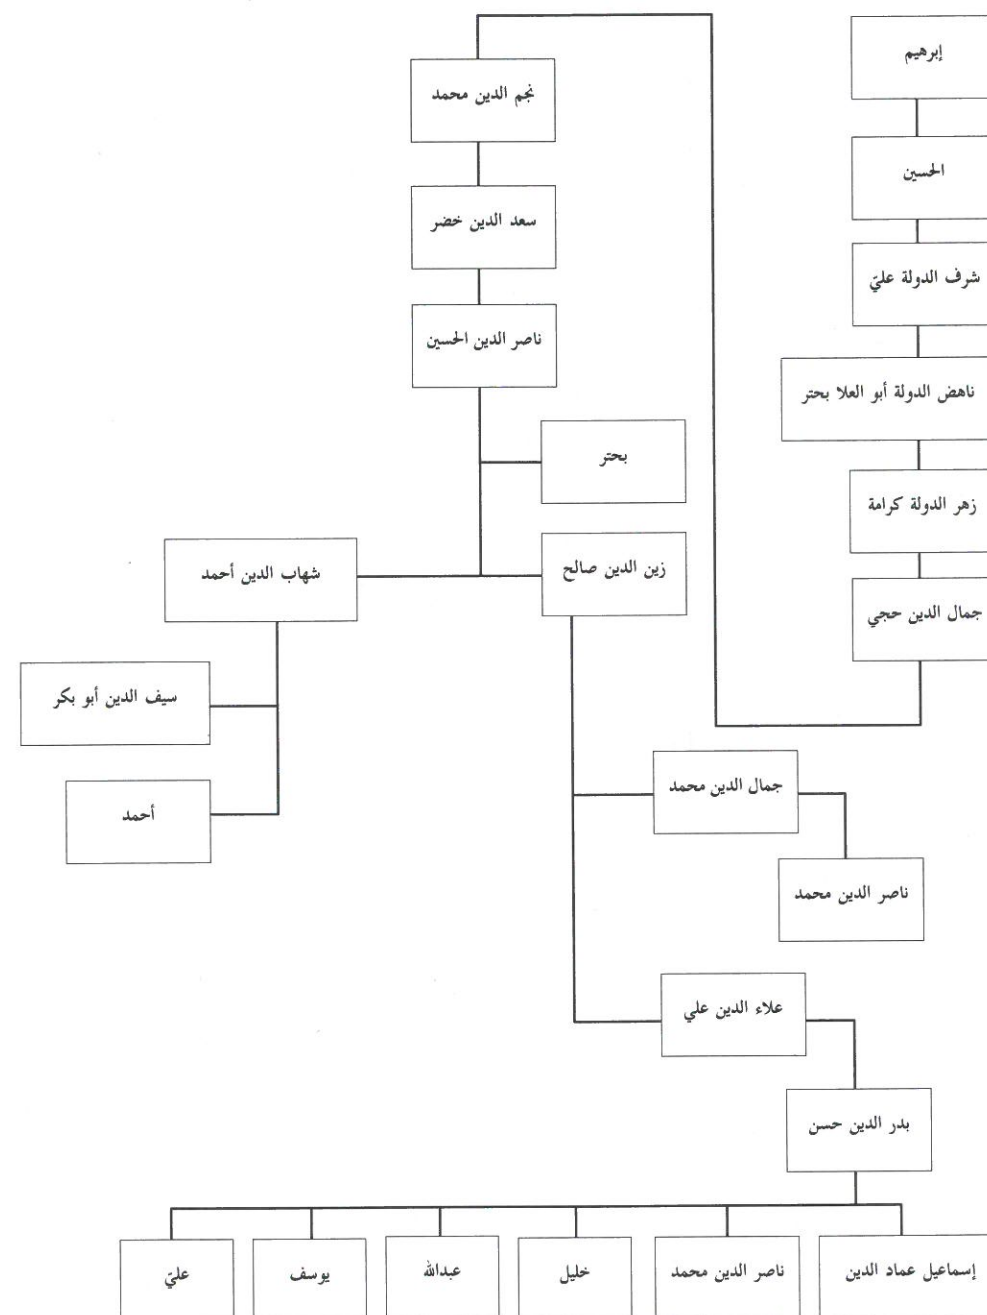 إبرهيم
الحسين
شرف الدولة عليّ
ناهض الدولة أبو العلا بحتر
زهر الدولة كرامة
جمال الدين حجي
نجم الدين محمد
سعد الدين خضر
ناصر الدين الحسين
بحتر
زين الدين صالح
شهاب الدين أحمد
سيف الدين أبو بكر
أحمد
جمال الدين محمد
ناصر الدين محمد
علاء الدين علي
بدر الدين حسن
إسماعيل عماد الدين
ناصر الدين محمد
خليل
عبدالله
يوسف
عليّ